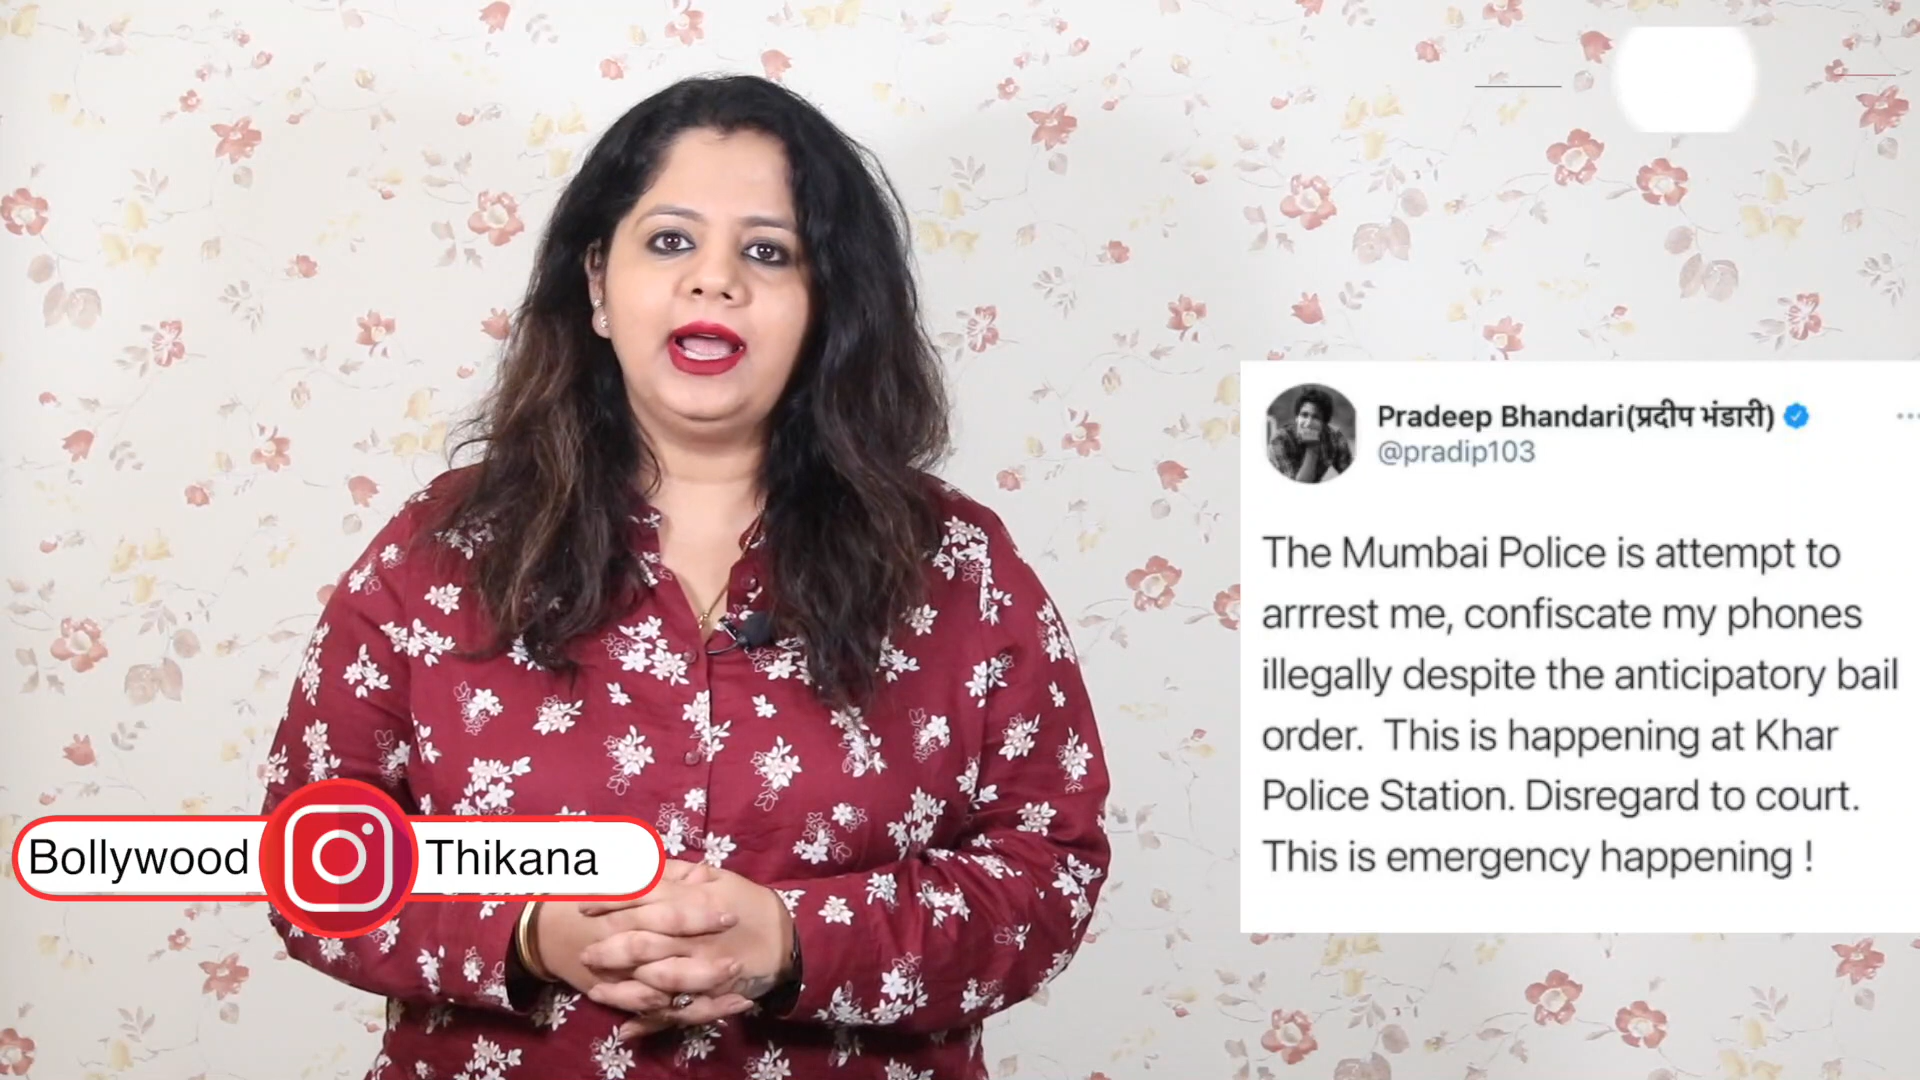 Pradeep Bhandari(प्रदीप भंडारी)
@pradip103
The Mumbai Police is attempt to
arrrest me, confiscate my phones
illegally despite the anticipatory bail
order. This is happening at Khar
Police Station. Disregard to court.
This is emergency happening !
Bollywood Thikana